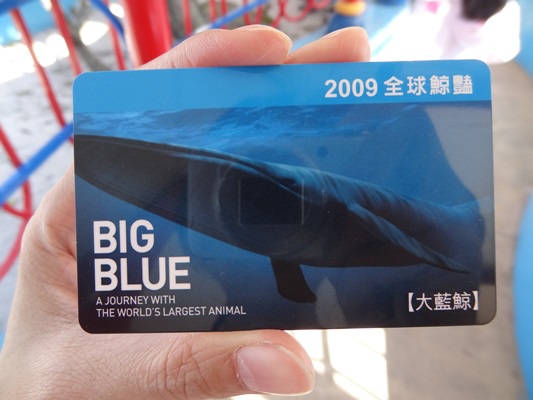 2009 全球鯨豔
BIG
BLUE
A JOURNEY WITH
THE WORLD'S LARGEST ANIMAL
【大藍鯨】